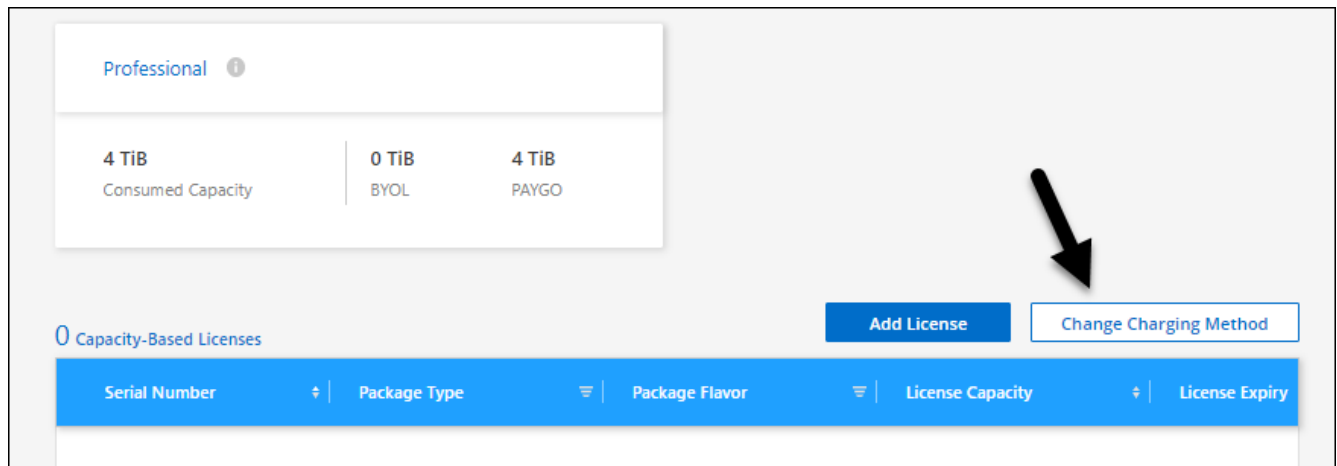 Professional
4 TiB 0 TiB 4 TiB
Consumed Capacity BYOL PAYGO
Add License Change Charging Method
0 Capacity-Based Licenses
Serial Number Package Type Package Flavor License Capacity License Expiry